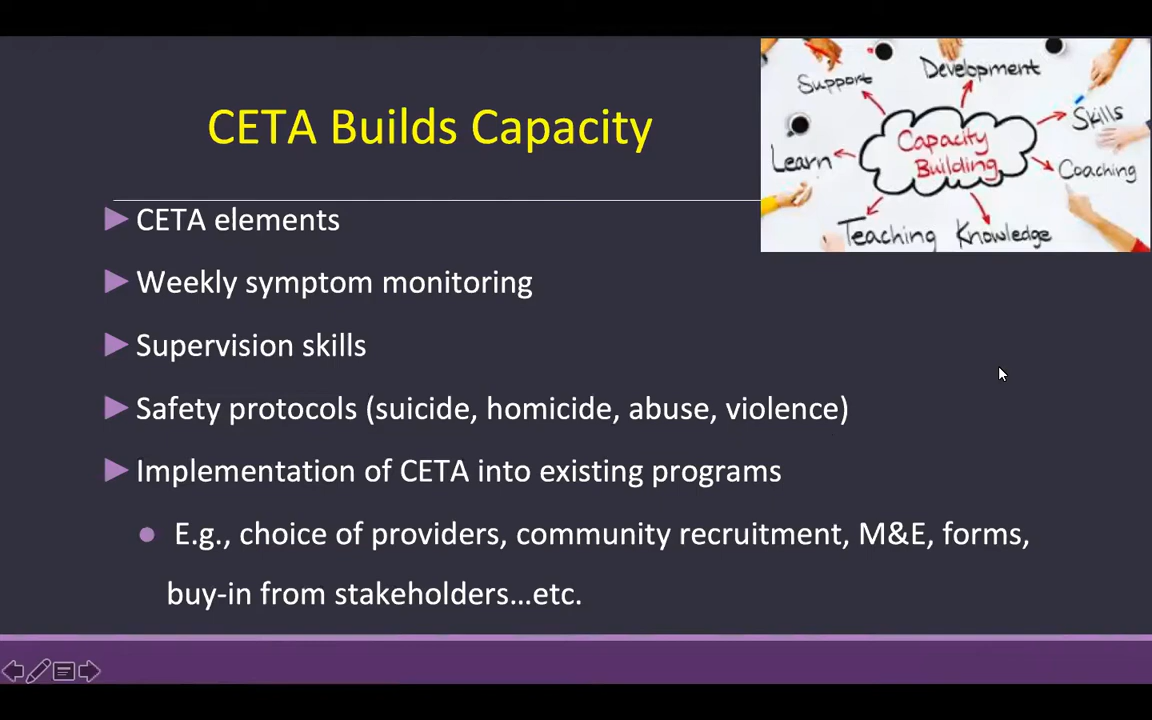 CETA Builds Capacity
Support
Development
Skills
Learn
Capacity
Building
Coaching
Teaching
Knowledge
CETA elements
Weekly symptom monitoring
Supervision skills
Safety protocols (suicide, homicide, abuse, violence)
Implementation of CETA into existing programs
E.g., choice of providers, community recruitment, M&E, forms,
buy-in from stakeholders...etc.